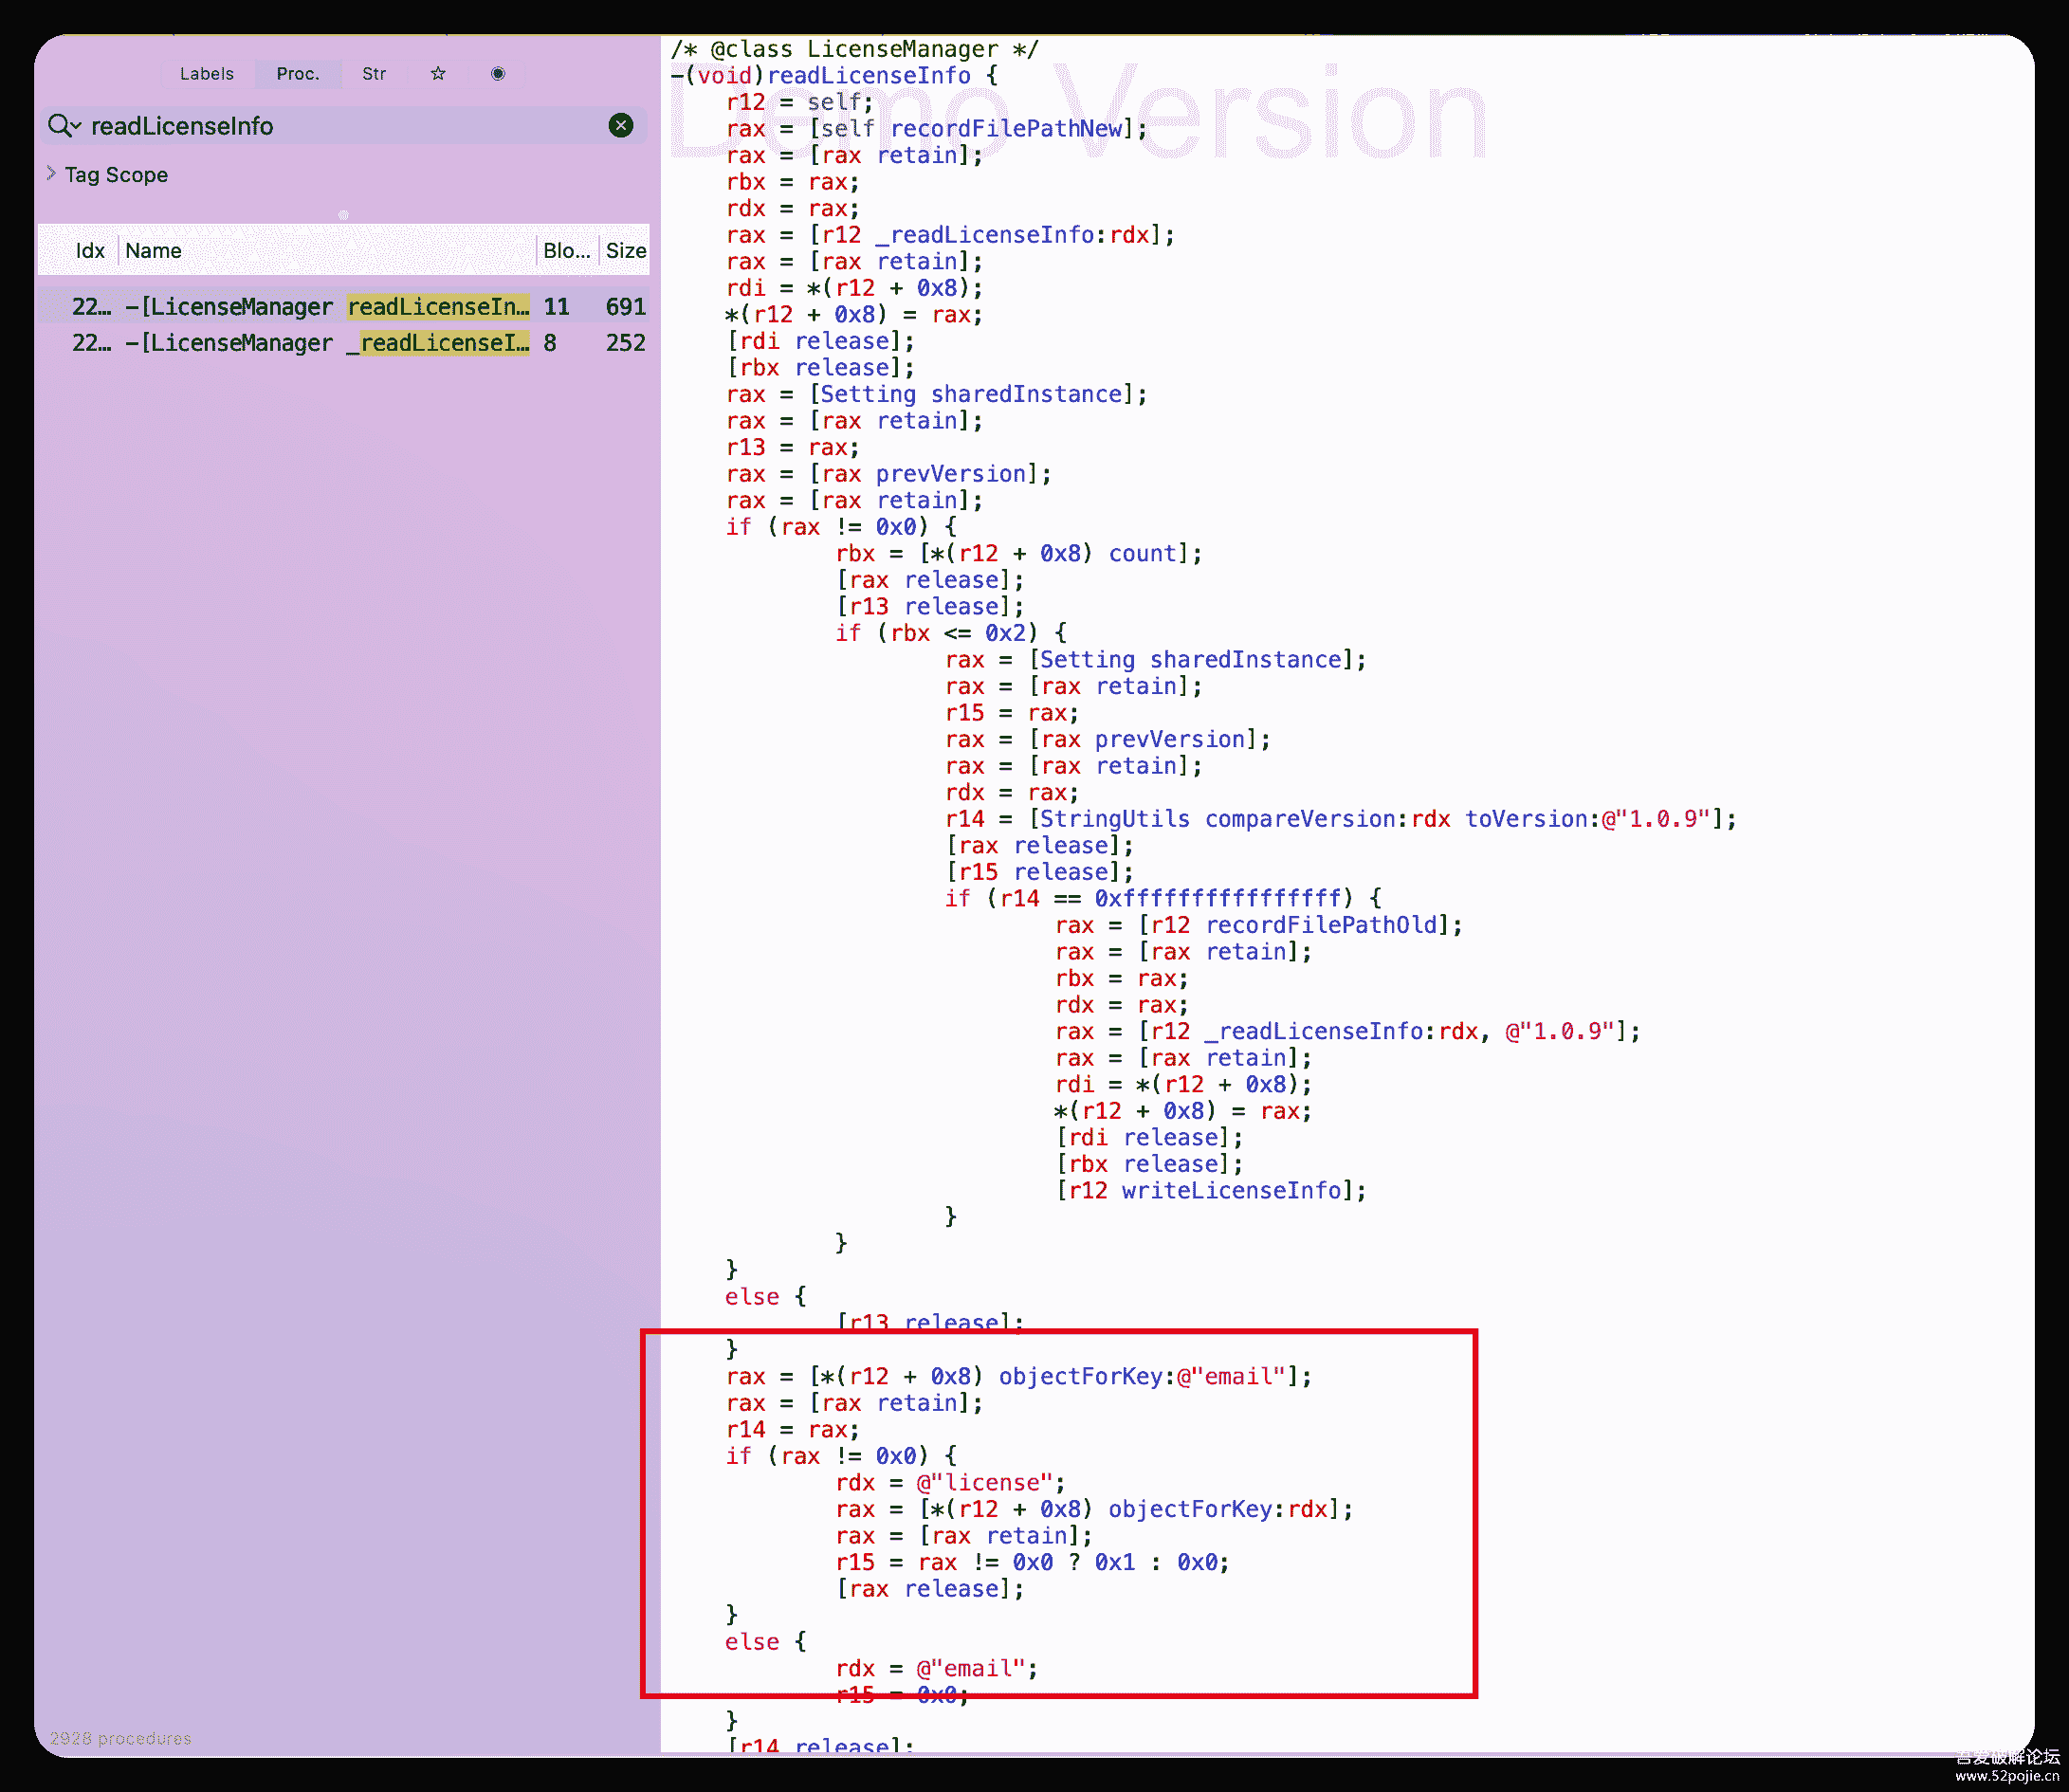 Labels Proc. Str
readLicenseInfo
Tag Scope
Idx Name Blo... Size
22... -[LicenseManager readLicenseIn... 11 691
22... -[LicenseManager _readLicenseI... 8 252
2928 procedures
Demo Version
/* @class LicenseManager */
-(void)readLicenseInfo {
r12 = self;
rax = [self recordFilePathNew];
rax = [rax retain];
rbx = rax;
rdx = rax;
rax = [r12 _readLicenseInfo:rdx];
rax = [rax retain];
rdi = *(r12 + 0x8);
*(r12 + 0x8) = rax;
[rdi release];
[rbx release];
rax = [Setting sharedInstance];
rax = [rax retain];
r13 = rax;
rax = [rax prevVersion];
rax = [rax retain];
if (rax != 0x0) {
rbx = [*(r12 + 0x8) count];
[rax release];
[r13 release];
if (rbx <= 0x2) {
rax = [Setting sharedInstance];
rax = [rax retain];
r15 = rax;
rax = [rax prevVersion];
rax = [rax retain];
rdx = rax;
r14 = [StringUtils compareVersion:rdx toVersion:@"1.0.9"];
[rax release];
[r15 release];
if (r14 == 0xffffffffffffffff) {
rax = [r12 recordFilePathOld];
rax = [rax retain];
rbx = rax;
rdx = rax;
rax = [r12 _readLicenseInfo:rdx, @"1.0.9"];
rax = [rax retain];
rdi = *(r12 + 0x8);
*(r12 + 0x8) = rax;
[rdi release];
[rbx release];
[r12 writeLicenseInfo];
}
}
}
else {
[r13 release];
}
rax = [*(r12 + 0x8) objectForKey:@"email"];
rax = [rax retain];
r14 = rax;
if (rax != 0x0) {
rdx = @"license";
rax = [*(r12 + 0x8) objectForKey:rdx];
rax = [rax retain];
r15 = rax != 0x0 ? 0x1 : 0x0;
[rax release];
}
else {
rdx = @"email";
r15 = 0x0;
}
[r14 release];
吾爱破解论坛
www.52pojie.cn